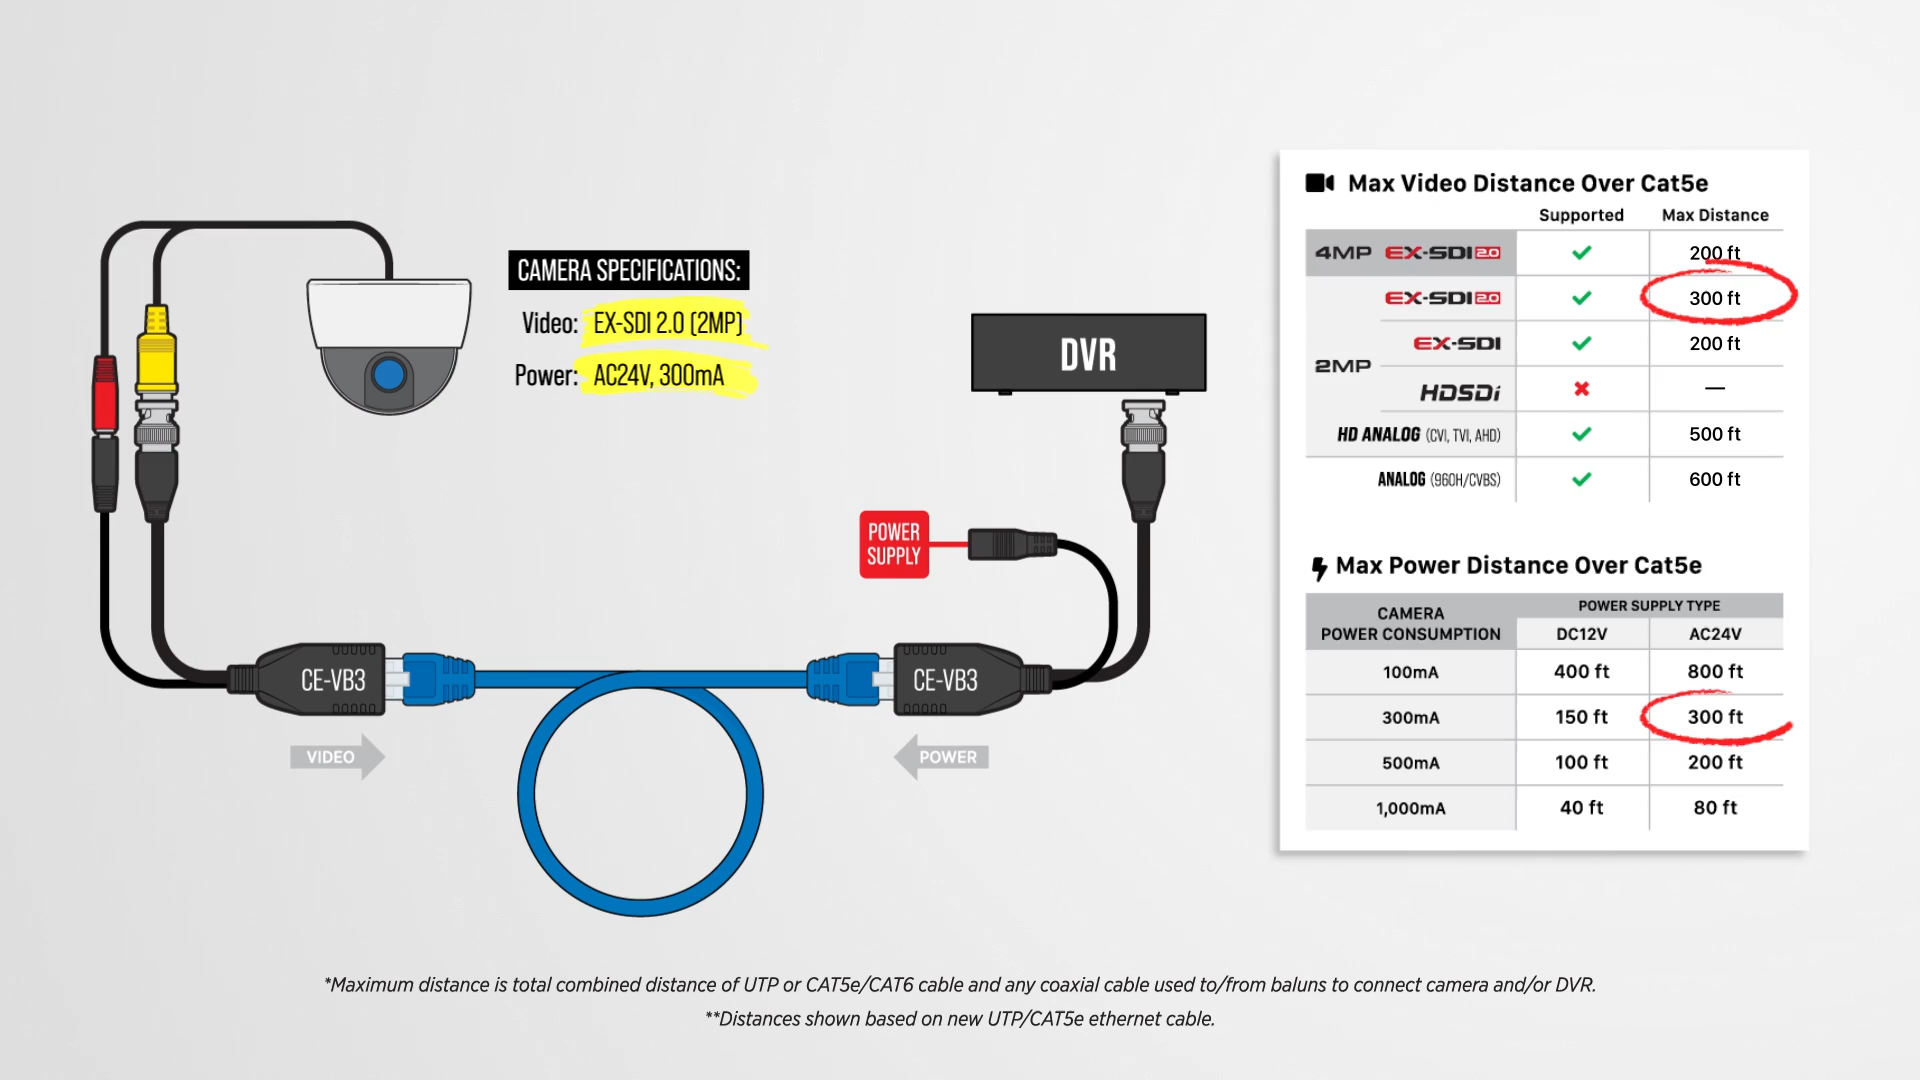 CAMERA SPECIFICATIONS:
Video: EX-SDI 2.0 (2MP)
Power: AC24V, 300mA
DVR
POWER
SUPPLY
CE-VB3
CE-VB3
VIDEO
POWER
Max Video Distance Over Cat5e
Supported Max Distance
4MP EX-SDI 2.0 200 ft
EX-SDI 2.0 300 ft
2MP
EX-SDI 200 ft
HDSDi —
HD ANALOG (CVI, TVI, AHD) 500 ft
ANALOG (960H/CVBS) 600 ft
Max Power Distance Over Cat5e
CAMERA
POWER CONSUMPTION
POWER SUPPLY TYPE
DC12V AC24V
100mA 400 ft 800 ft
300mA 150 ft 300 ft
500mA 100 ft 200 ft
1,000mA 40 ft 80 ft
*Maximum distance is total combined distance of UTP or CAT5e/CAT6 cable and any coaxial cable used to/from baluns to connect camera and/or DVR.
**Distances shown based on new UTP/CAT5e ethernet cable.